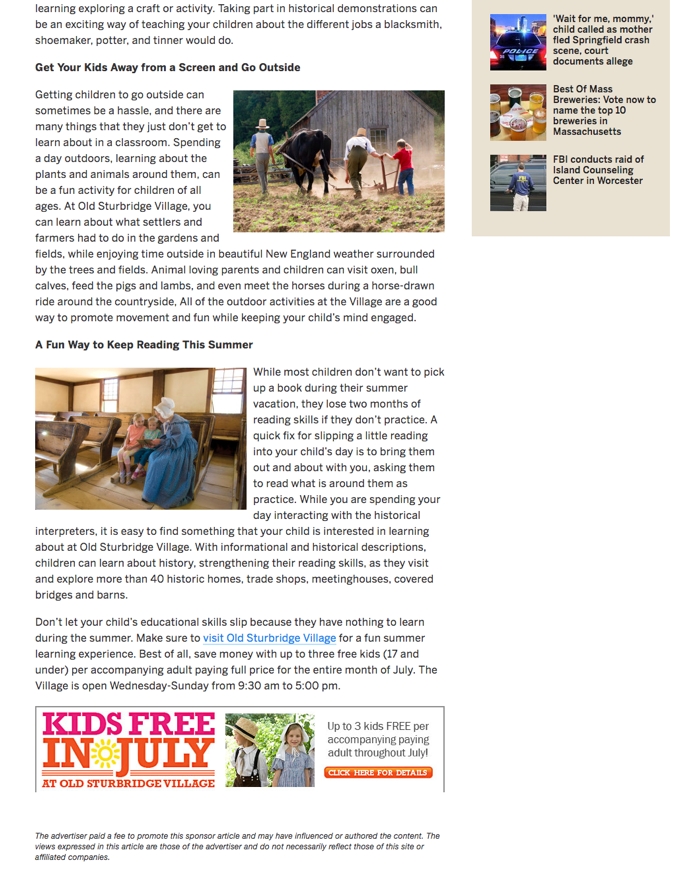 learning exploring a craft or activity. Taking part in historical demonstrations can
be an exciting way of teaching your children about the different jobs a blacksmith,
shoemaker, potter, and tinner would do.
Get Your Kids Away from a Screen and Go Outside
Getting children to go outside can
sometimes be a hassle, and there are
many things that they just don't get to
learn about in a classroom. Spending
a day outdoors, learning about the
plants and animals around them, can
be a fun activity for children of all
ages. At Old Sturbridge Village, you
can learn about what settlers and
farmers had to do in the gardens and
fields, while enjoying time outside in beautiful New England weather surrounded
by the trees and fields. Animal loving parents and children can visit oxen, bull
calves, feed the pigs and lambs, and even meet the horses during a horse-drawn
ride around the countryside, All of the outdoor activities at the Village are a good
way to promote movement and fun while keeping your child's mind engaged.
A Fun Way to Keep Reading This Summer
While most children don't want to pick
up a book during their summer
vacation, they lose two months of
reading skills if they don't practice. A
quick fix for slipping a little reading
into your child's day is to bring them
out and about with you, asking them
to read what is around them as
practice. While you are spending your
day interacting with the historical
interpreters, it is easy to find something that your child is interested in learning
about at Old Sturbridge Village. With informational and historical descriptions,
children can learn about history, strengthening their reading skills, as they visit
and explore more than 40 historic homes, trade shops, meetinghouses, covered
bridges and barns.
Don't let your child's educational skills slip because they have nothing to learn
during the summer. Make sure to visit Old Sturbridge Village for a fun summer
learning experience. Best of all, save money with up to three free kids (17 and
under) per accompanying adult paying full price for the entire month of July. The
Village is open Wednesday-Sunday from 9:30 am to 5:00 pm.
KIDS FREE
IN JULY
AT OLD STURBRIDGE VILLAGE
Up to 3 kids FREE per
accompanying paying
adult throughout July!
CLICK HERE FOR DETAILS
The advertiser paid a fee to promote this sponsor article and may have influenced or authored the content. The
views expressed in this article are those of the advertiser and do not necessarily reflect those of this site or
affiliated companies.
POLICE
'Wait for me, mommy,'
child called as mother
fled Springfield crash
scene, court
documents allege
Best Of Mass
Breweries: Vote now to
name the top 10
breweries in
Massachusetts
FBI
FBI conducts raid of
Island Counseling
Center in Worcester